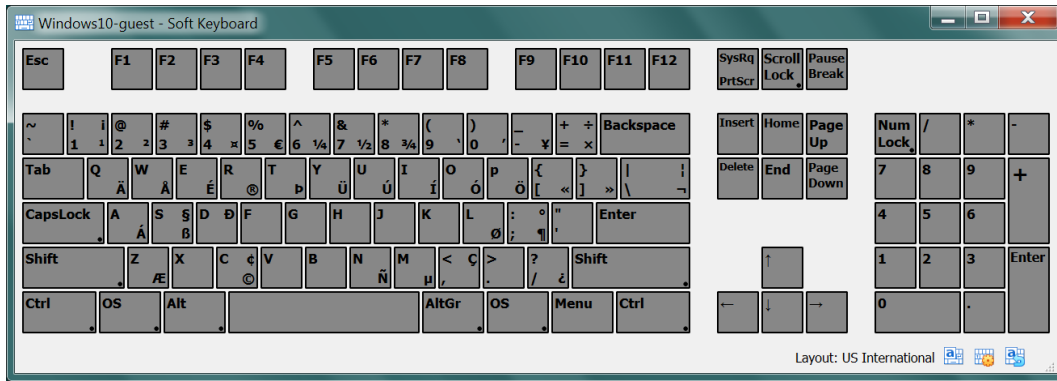 Windows10-guest - Soft Keyboard
Esc F1 F2 F3 F4 F5 F6 F7 F8 F9 F10 F11 F12 SysRq PrtScr Scroll Lock Pause Break
~ ` ! ¡ 1 ¹ @ 2 ² # 3 ³ $ 4 ¤ % 5 € ^ 6 ¼ & 7 ½ * 8 ¾ ( 9 ‘ ) 0 ’ _ - ¥ + ÷ = × Backspace Insert Home Page Up Num Lock / * -
Tab Q Ä W Å E É R ® T Þ Y Ü U Ú I Í O Ó p Ö { [ « } ] » | ¦ \ ¬ Delete End Page Down 7 8 9 +
CapsLock A Á S § ß D Ð F G H J K L Ø : ° ; ¶ " ' Enter 4 5 6
Shift Z Æ X C ¢ © V B N Ñ M µ < Ç , > . ? / ¿ Shift ↑ 1 2 3 Enter
Ctrl OS Alt AltGr OS Menu Ctrl ← ↓ → 0 .
Layout: US International